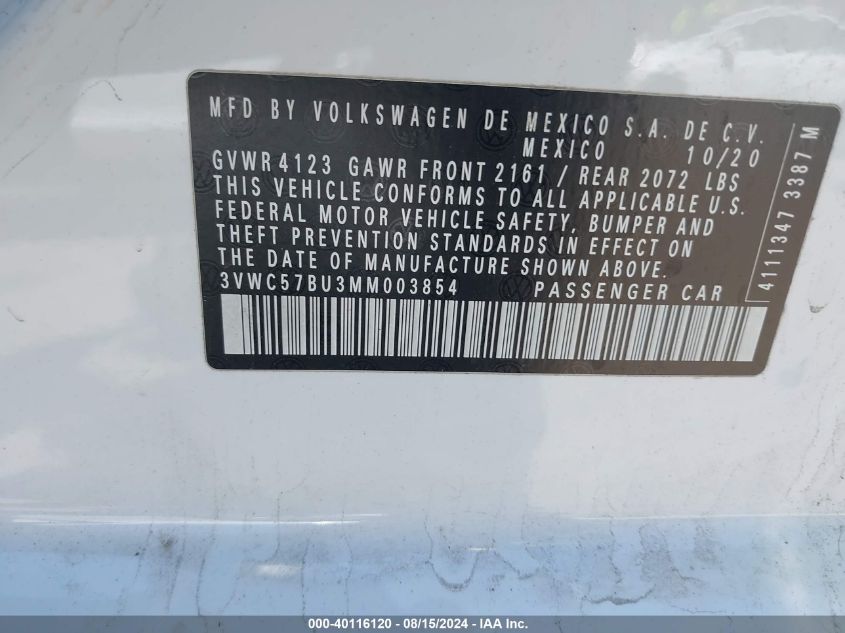 MFD BY VOLKSWAGEN DE MEXICO S.A. DE C.V.
MEXICO 10/20
GVWR 4123 GAWR FRONT 2161 / REAR 2072 LBS
THIS VEHICLE CONFORMS TO ALL APPLICABLE U.S.
FEDERAL MOTOR VEHICLE SAFETY, BUMPER AND
THEFT PREVENTION STANDARDS IN EFFECT ON
THE DATE OF MANUFACTURE SHOWN ABOVE.
3VWC57BU3MM003854 PASSENGER CAR
4111347 3387 M
000-40116120 - 08/15/2024 - IAA Inc.